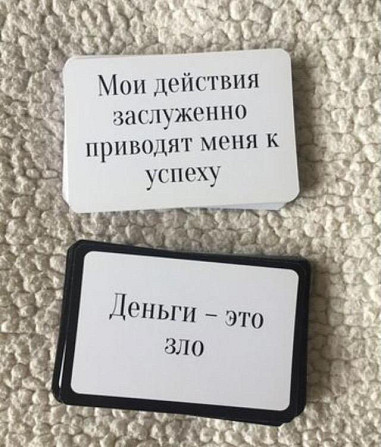 Мои действия
заслуженно
приводят меня к
успеху
Деньги – это
зло